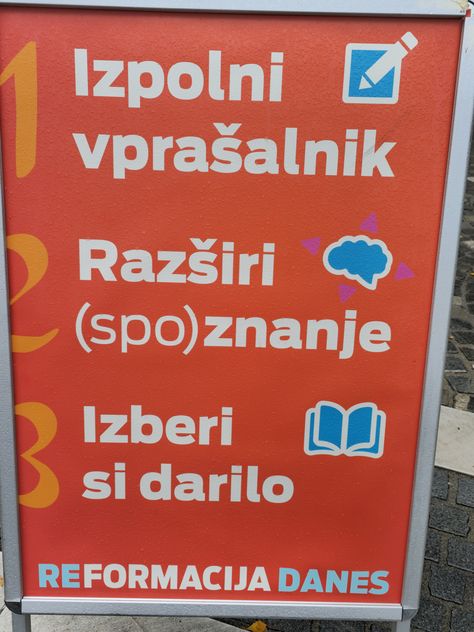 1 Izpolni
vprašalnik
2 Razširi
(spo)znanje
3 Izberi
si darilo
REFORMACIJA DANES